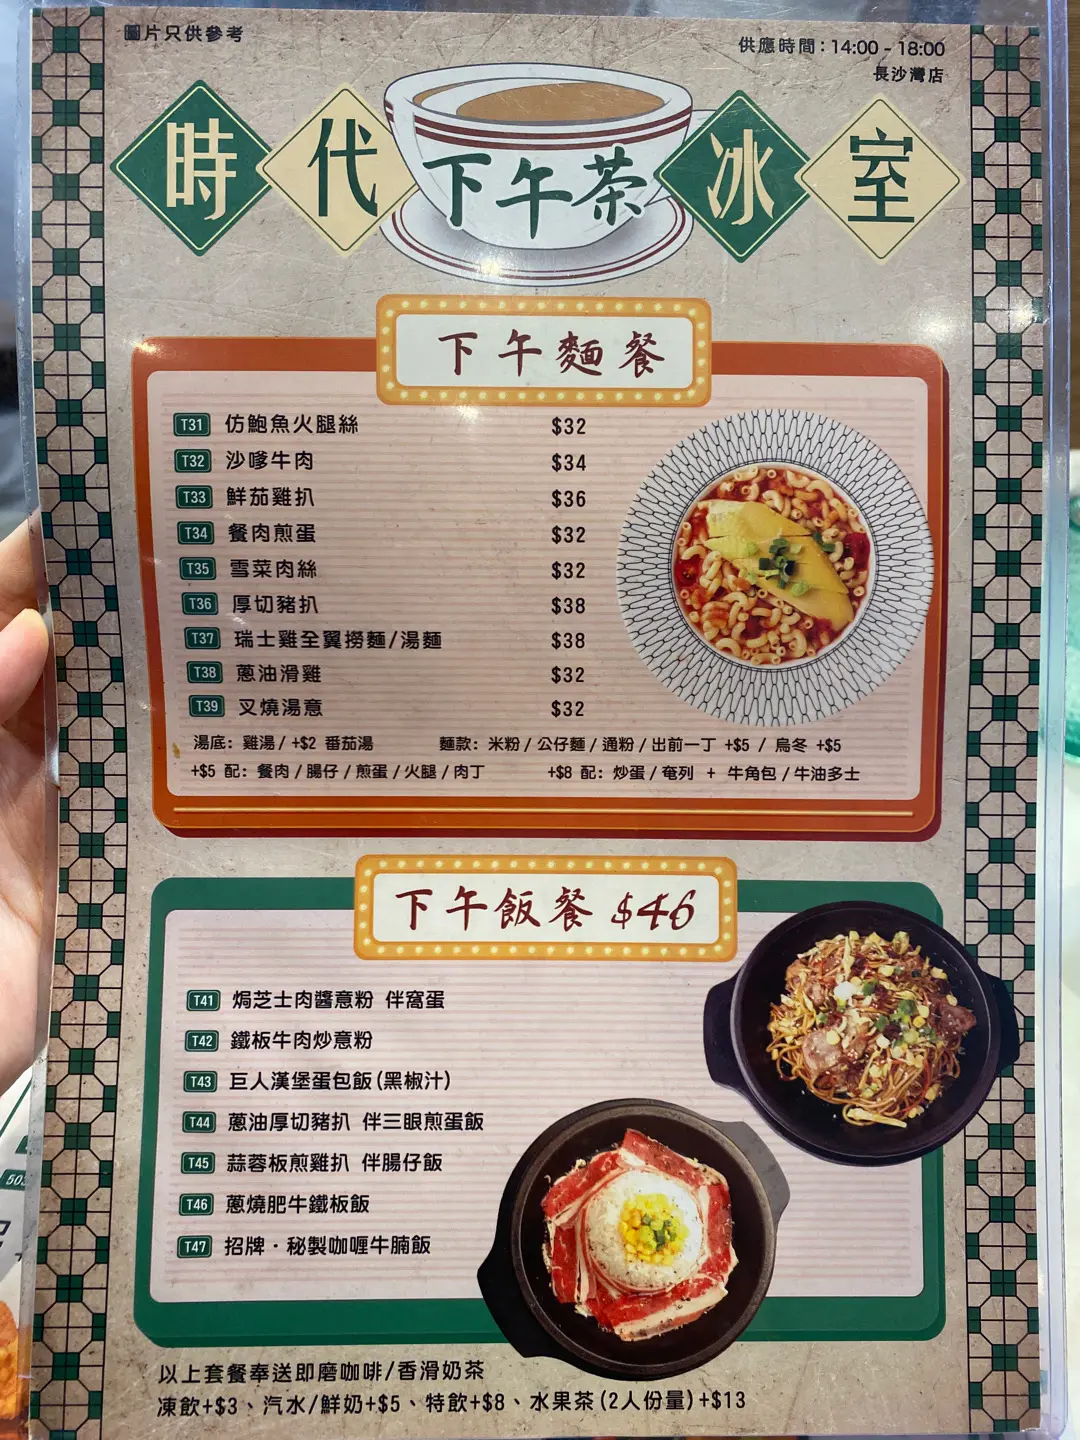 圖片只供參考
供應時間：14:00 - 18:00
長沙灣店
時代 下午茶 冰室
下午麵餐
T31 仿鮑魚火腿絲 $32
T32 沙嗲牛肉 $34
T33 鮮茄雞扒 $36
T34 餐肉煎蛋 $32
T35 雪菜肉絲 $32
T36 厚切豬扒 $38
T37 瑞士雞全翼撈麵/湯麵 $38
T38 蔥油滑雞 $32
T39 叉燒湯意 $32
湯底: 雞湯 / +$2 番茄湯 麵款: 米粉 / 公仔麵 / 通粉 / 出前一丁 +$5 / 烏冬 +$5
+$5 配: 餐肉 / 腸仔 / 煎蛋 / 火腿 / 肉丁 +$8 配: 炒蛋 / 奄列 + 牛角包 / 牛油多士
下午飯餐 $46
T41 焗芝士肉醬意粉 伴窩蛋
T42 鐵板牛肉炒意粉
T43 巨人漢堡蛋包飯(黑椒汁)
T44 蔥油厚切豬扒 伴三眼煎蛋飯
T45 蒜蓉板煎雞扒 伴腸仔飯
T46 蔥燒肥牛鐵板飯
T47 招牌・秘製咖喱牛腩飯
以上套餐奉送即磨咖啡/香滑奶茶
凍飲+$3、汽水/鮮奶+$5、特飲+$8、水果茶(2人份量)+$13